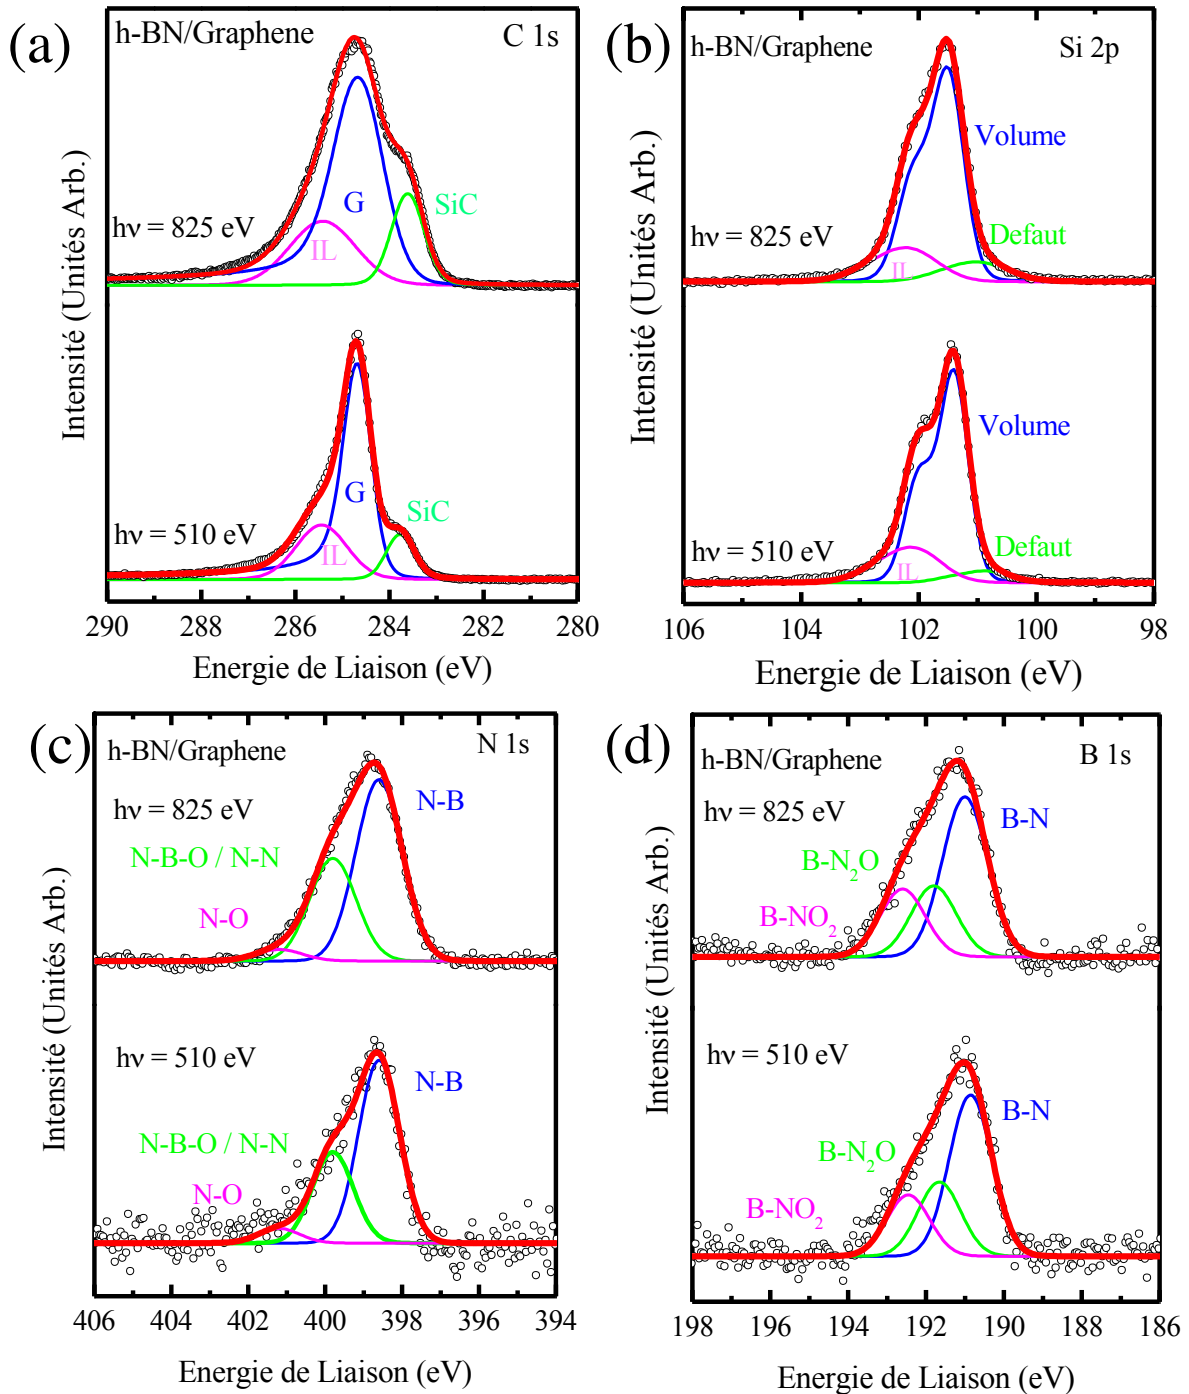 (a)
h-BN/Graphene
C 1s
hν = 825 eV
G
IL
SiC
hν = 510 eV
G
IL
SiC
290 288 286 284 282 280
Energie de Liaison (eV)
Intensité (Unités Arb.)
(b)
h-BN/Graphene
Si 2p
Volume
hν = 825 eV
Defaut
IL
Volume
hν = 510 eV
Defaut
IL
106 104 102 100 98
Energie de Liaison (eV)
Intensité (Unités Arb.)
(c)
h-BN/Graphene
N 1s
hν = 825 eV
N-B
N-B-O / N-N
N-O
hν = 510 eV
N-B
N-B-O / N-N
N-O
406 404 402 400 398 396 394
Energie de Liaison (eV)
Intensité (Unités Arb.)
(d)
h-BN/Graphene
B 1s
hν = 825 eV
B-N
B-N₂O
B-NO₂
hν = 510 eV
B-N
B-N₂O
B-NO₂
198 196 194 192 190 188 186
Energie de Liaison (eV)
Intensité (Unités Arb.)